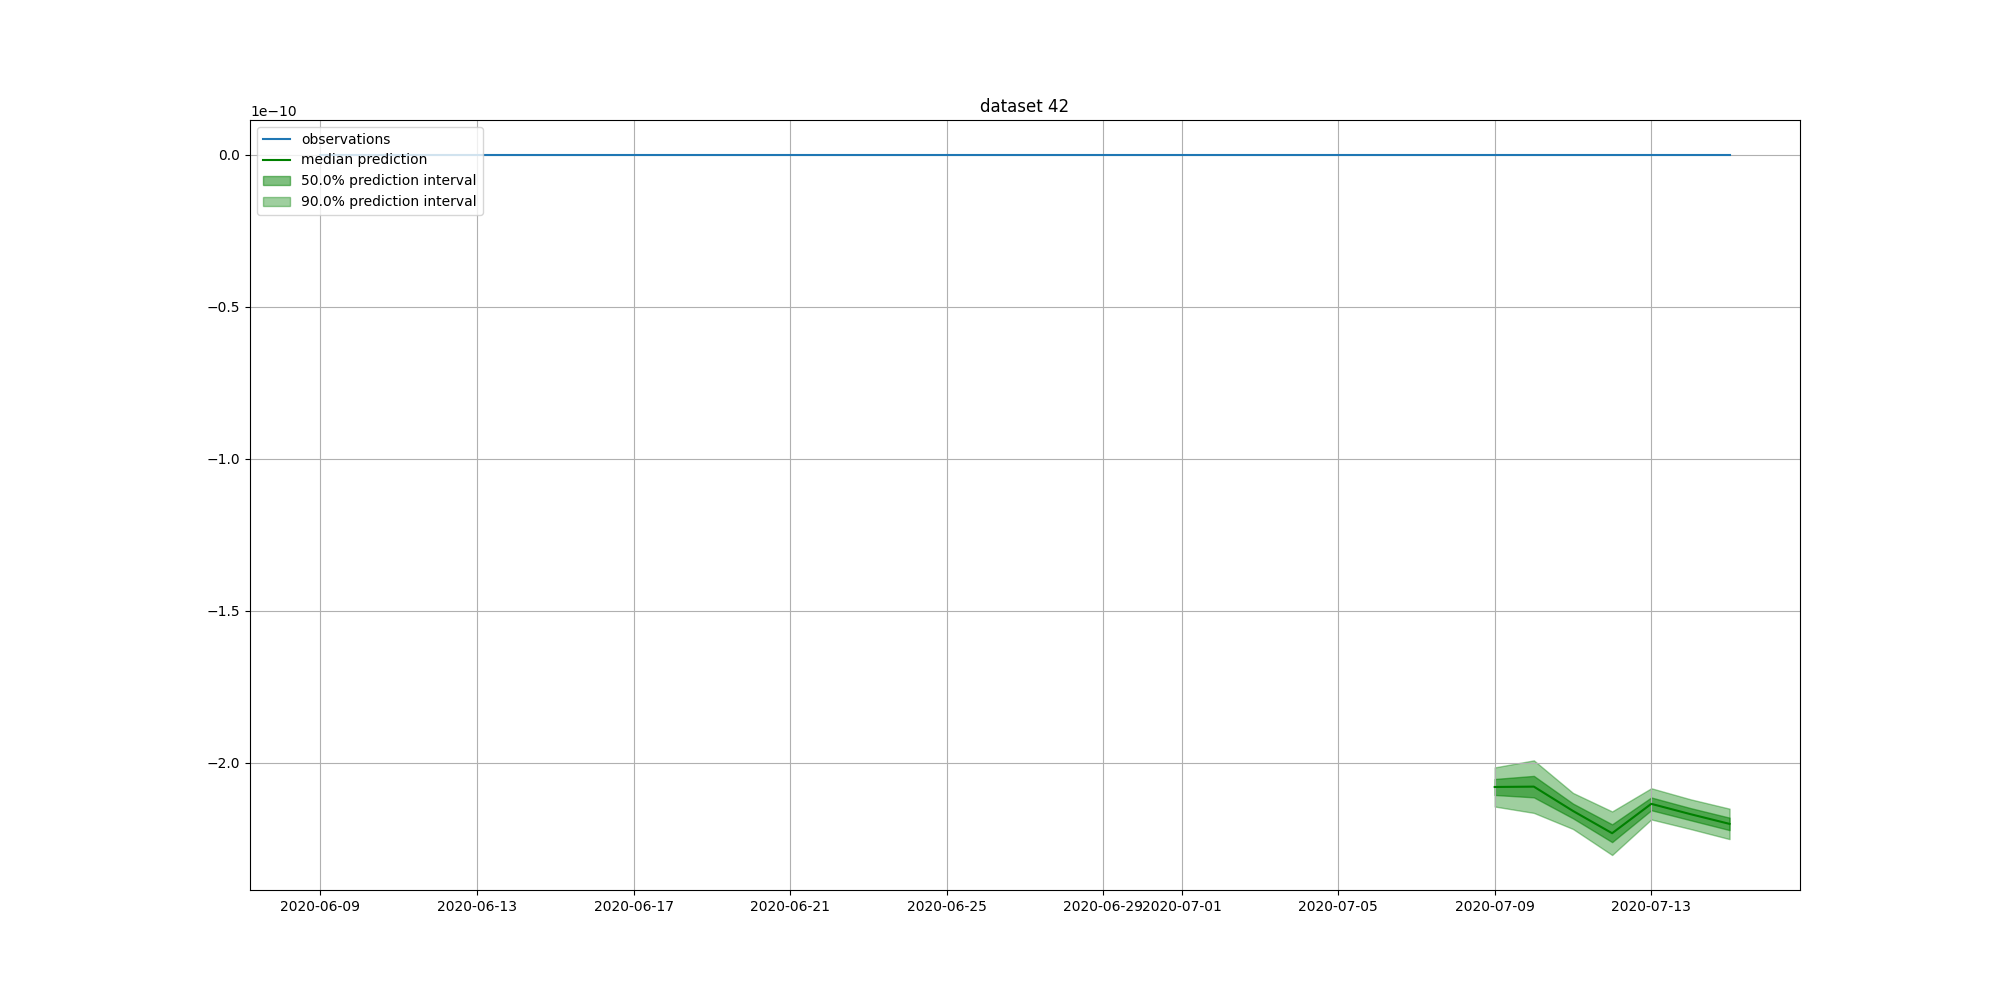 dataset 42
1e−10
observations
median prediction
50.0% prediction interval
90.0% prediction interval
0.0
−0.5
−1.0
−1.5
−2.0
2020-06-09 2020-06-13 2020-06-17 2020-06-21 2020-06-25 2020-06-29 2020-07-01 2020-07-05 2020-07-09 2020-07-13